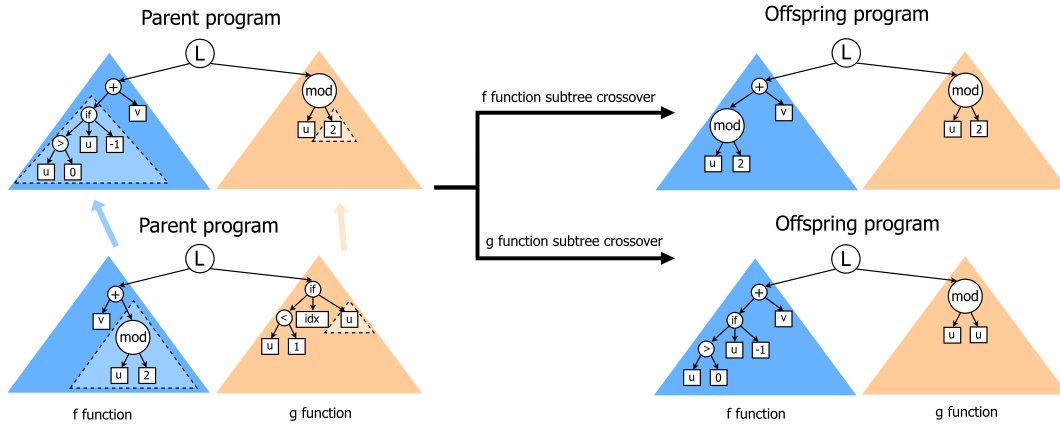 Parent program
L
+
mod
if
v
>
u
-1
u
2
u
0
Parent program
L
+
if
v
<
idx
u
mod
u
1
u
2
f function
g function
f function subtree crossover
g function subtree crossover
Offspring program
L
+
mod
mod
v
u
2
u
2
Offspring program
L
+
mod
if
v
>
u
-1
u
u
u
0
f function
g function